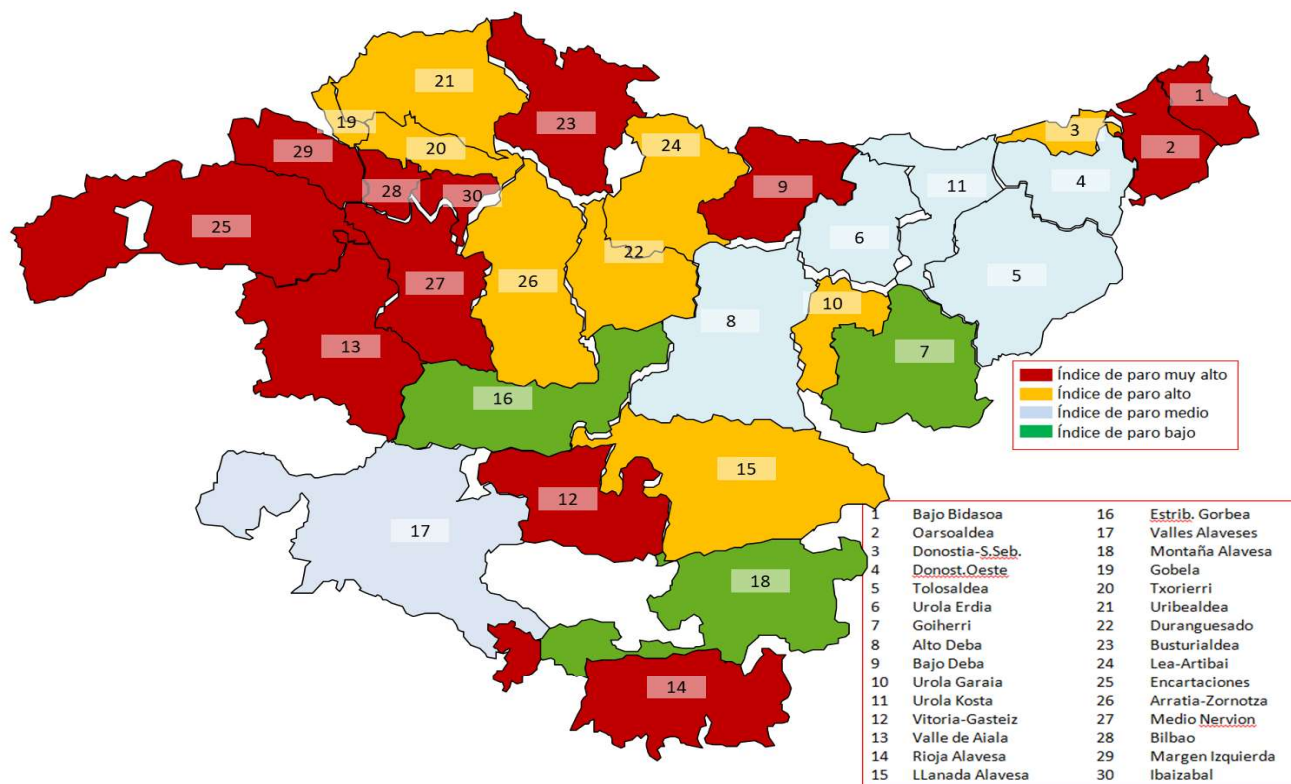 21
1
23
3
19
24
20
2
29
4
9
11
28
30
25
6
22
5
27
26
10
8
7
13
16
Índice de paro muy alto
Índice de paro alto
Índice de paro medio
Índice de paro bajo
15
12
17
18
14
1 Bajo Bidasoa 16 Estrib. Gorbea
2 Oarsoaldea 17 Valles Alaveses
3 Donostia-S.Seb. 18 Montaña Alavesa
4 Donost.Oeste 19 Gobela
5 Tolosaldea 20 Txorierri
6 Urola Erdia 21 Uribealdea
7 Goiherri 22 Duranguesado
8 Alto Deba 23 Busturialdea
9 Bajo Deba 24 Lea-Artibai
10 Urola Garaia 25 Encartaciones
11 Urola Kosta 26 Arratia-Zornotza
12 Vitoria-Gasteiz 27 Medio Nervion
13 Valle de Aiala 28 Bilbao
14 Rioja Alavesa 29 Margen Izquierda
15 LLanada Alavesa 30 Ibaizabal